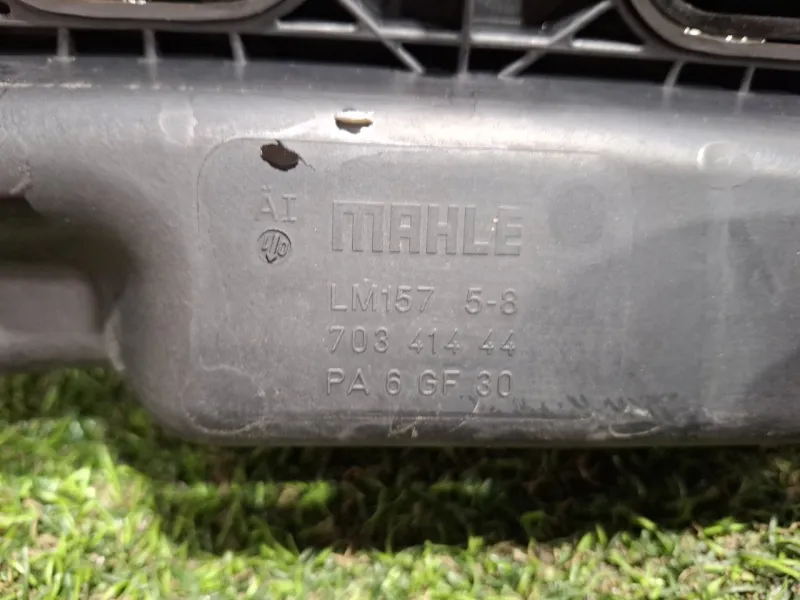 ÄI MAHLE
LM157 5-8
703 414 44
PA 6 GF 30